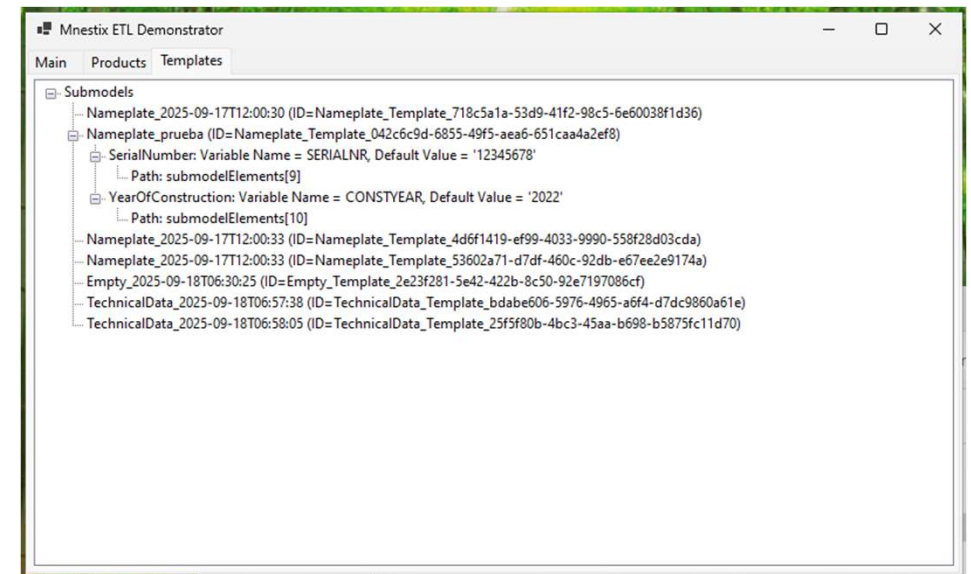 Mnestix ETL Demonstrator
Main Products Templates
Submodels
Nameplate_2025-09-17T12:00:30 (ID=Nameplate_Template_718c5a1a-53d9-41f2-98c5-6e60038f1d36)
Nameplate_prueba (ID=Nameplate_Template_042c6c9d-6855-49f5-aea6-651caa4a2ef8)
SerialNumber: Variable Name = SERIALNR, Default Value = '12345678'
Path: submodelElements[9]
YearOfConstruction: Variable Name = CONSTYEAR, Default Value = '2022'
Path: submodelElements[10]
Nameplate_2025-09-17T12:00:33 (ID=Nameplate_Template_4d6f1419-ef99-4033-9990-558f28d03cda)
Nameplate_2025-09-17T12:00:33 (ID=Nameplate_Template_53602a71-d7df-460c-92db-e67ee2e9174a)
Empty_2025-09-18T06:30:25 (ID=Empty_Template_2e23f281-5e42-422b-8c50-92e7197086cf)
TechnicalData_2025-09-18T06:57:38 (ID=TechnicalData_Template_bdabe606-5976-4965-a6f4-d7dc9860a61e)
TechnicalData_2025-09-18T06:58:05 (ID=TechnicalData_Template_25f5f80b-4bc3-45aa-b698-b5875fc11d70)